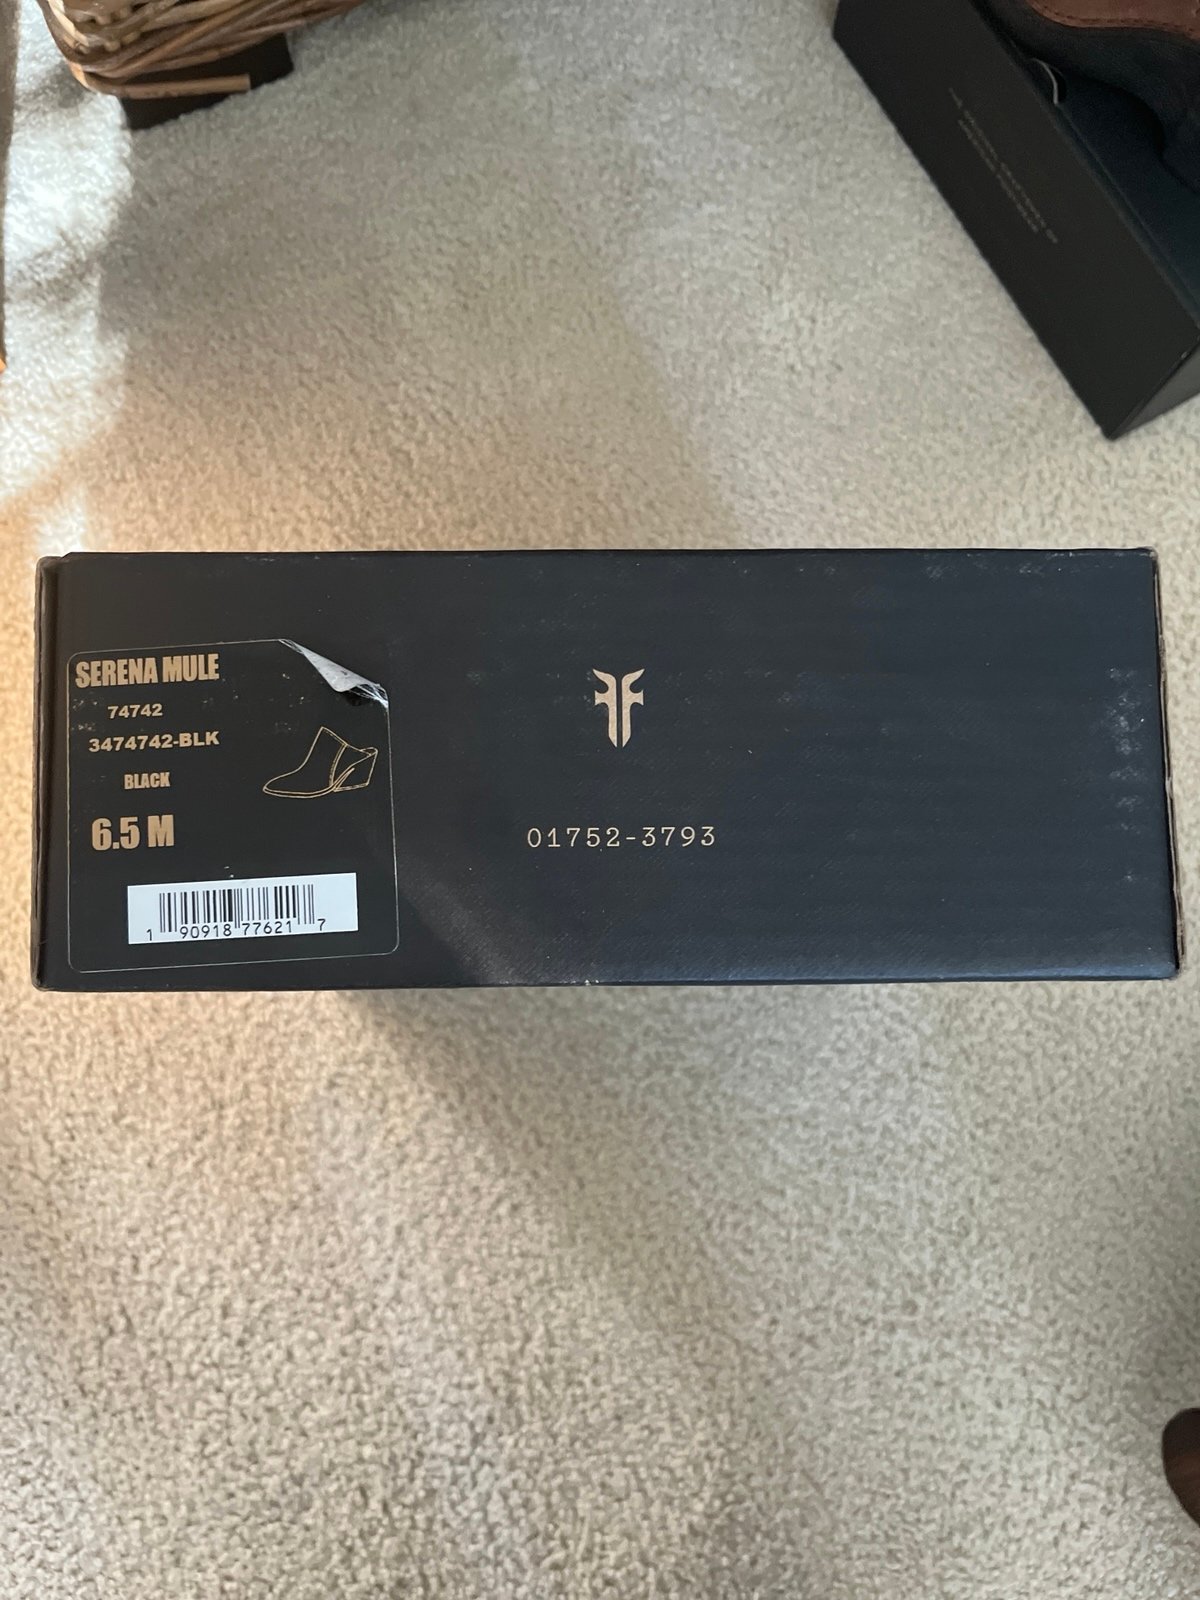 SERENA MULE
74742
3474742-BLK
BLACK
6.5 M
1 90918 77621 7
01752-3793